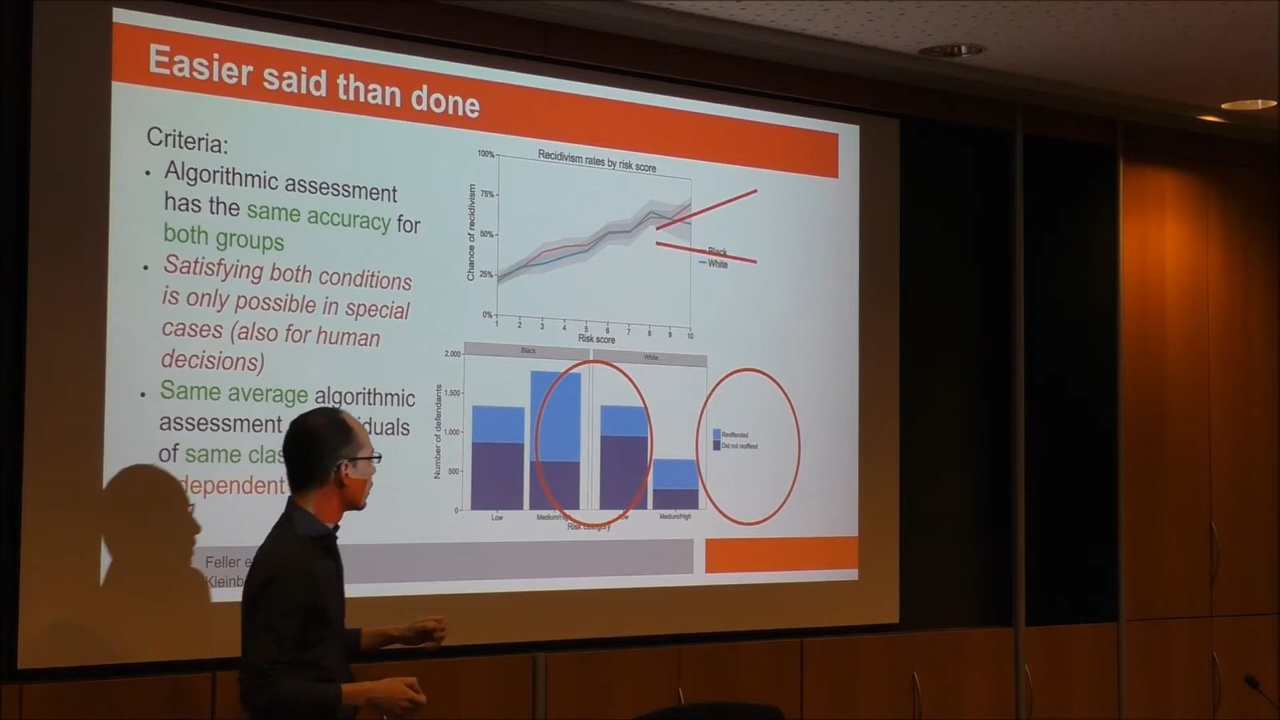 Easier said than done
Criteria:
• Algorithmic assessment
has the same accuracy for
both groups
• Satisfying both conditions
is only possible in special
cases (also for human
decisions)
• Same average algorithmic
assessment
of same
dependent
Feller
Recidivism rates by risk score
Chance of recidivism
100%
75%
50%
25%
0%
1 2 3 4 5 6 7 8 9 10
Risk score
Black
White
Black
White
Number of defendants
2,000
1,500
1,000
500
0
Low
Medium/High
Low
Medium/High
Risk category
Reoffended
Did not reoffend